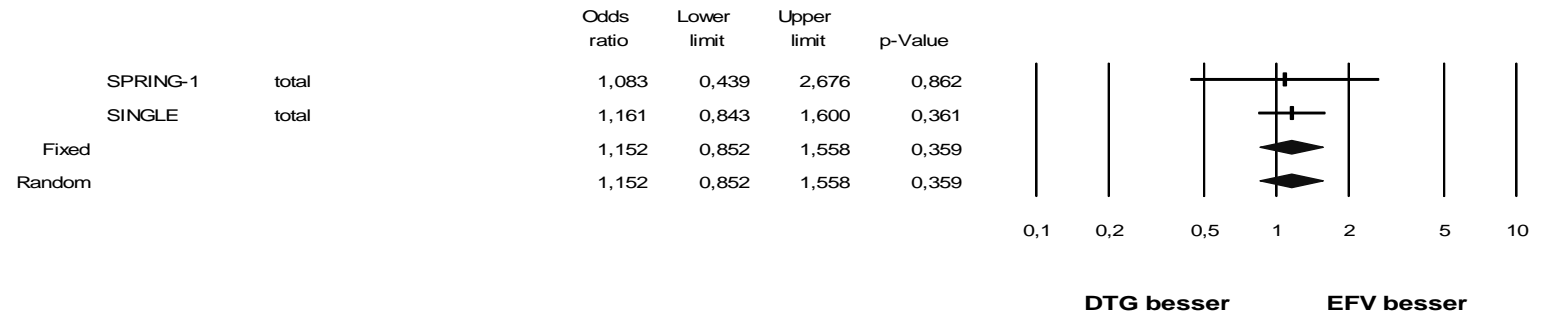 Odds Lower Upper
ratio limit limit p-Value
SPRING-1 total 1,083 0,439 2,676 0,862
SINGLE total 1,161 0,843 1,600 0,361
Fixed 1,152 0,852 1,558 0,359
Random 1,152 0,852 1,558 0,359
0,1 0,2 0,5 1 2 5 10
DTG besser EFV besser